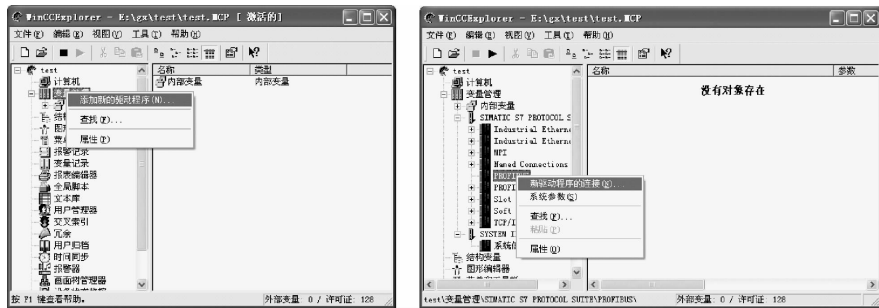 WinCCExplorer - E:\gx\test\test.MCP [ 激活的]
文件(F) 编辑(E) 视图(V) 工具(T) 帮助(H)
test
计算机
添加新的驱动程序(N)...
查找(F)...
属性(P)
报警记录
变量记录
报表编辑器
全局脚本
文本库
用户管理器
交叉索引
冗余
用户归档
时间同步
报警器
画面树管理器
名称 类型
内部变量 内部变量
按 F1 键查看帮助。 外部变量: 0 / 许可证: 128
WinCCExplorer - E:\gx\test\test.MCP
文件(F) 编辑(E) 视图(V) 工具(T) 帮助(H)
test
计算机
变量管理
内部变量
SIMATIC S7 PROTOCOL S
Industrial Etherne
Industrial Etherne
MPI
Named Connections
PROFIBUS
PROFI
Slot
Soft
TCP/I
SYSTEM I
系统信
结构变量
图形编辑器
新驱动程序的连接(N)...
系统参数(S)
查找(F)...
粘贴(P)
属性(O)
名称 参数
没有对象存在
test\变量管理\SIMATIC S7 PROTOCOL SUITE\PROFIBUS\ 外部变量: 0 / 许可证: 128